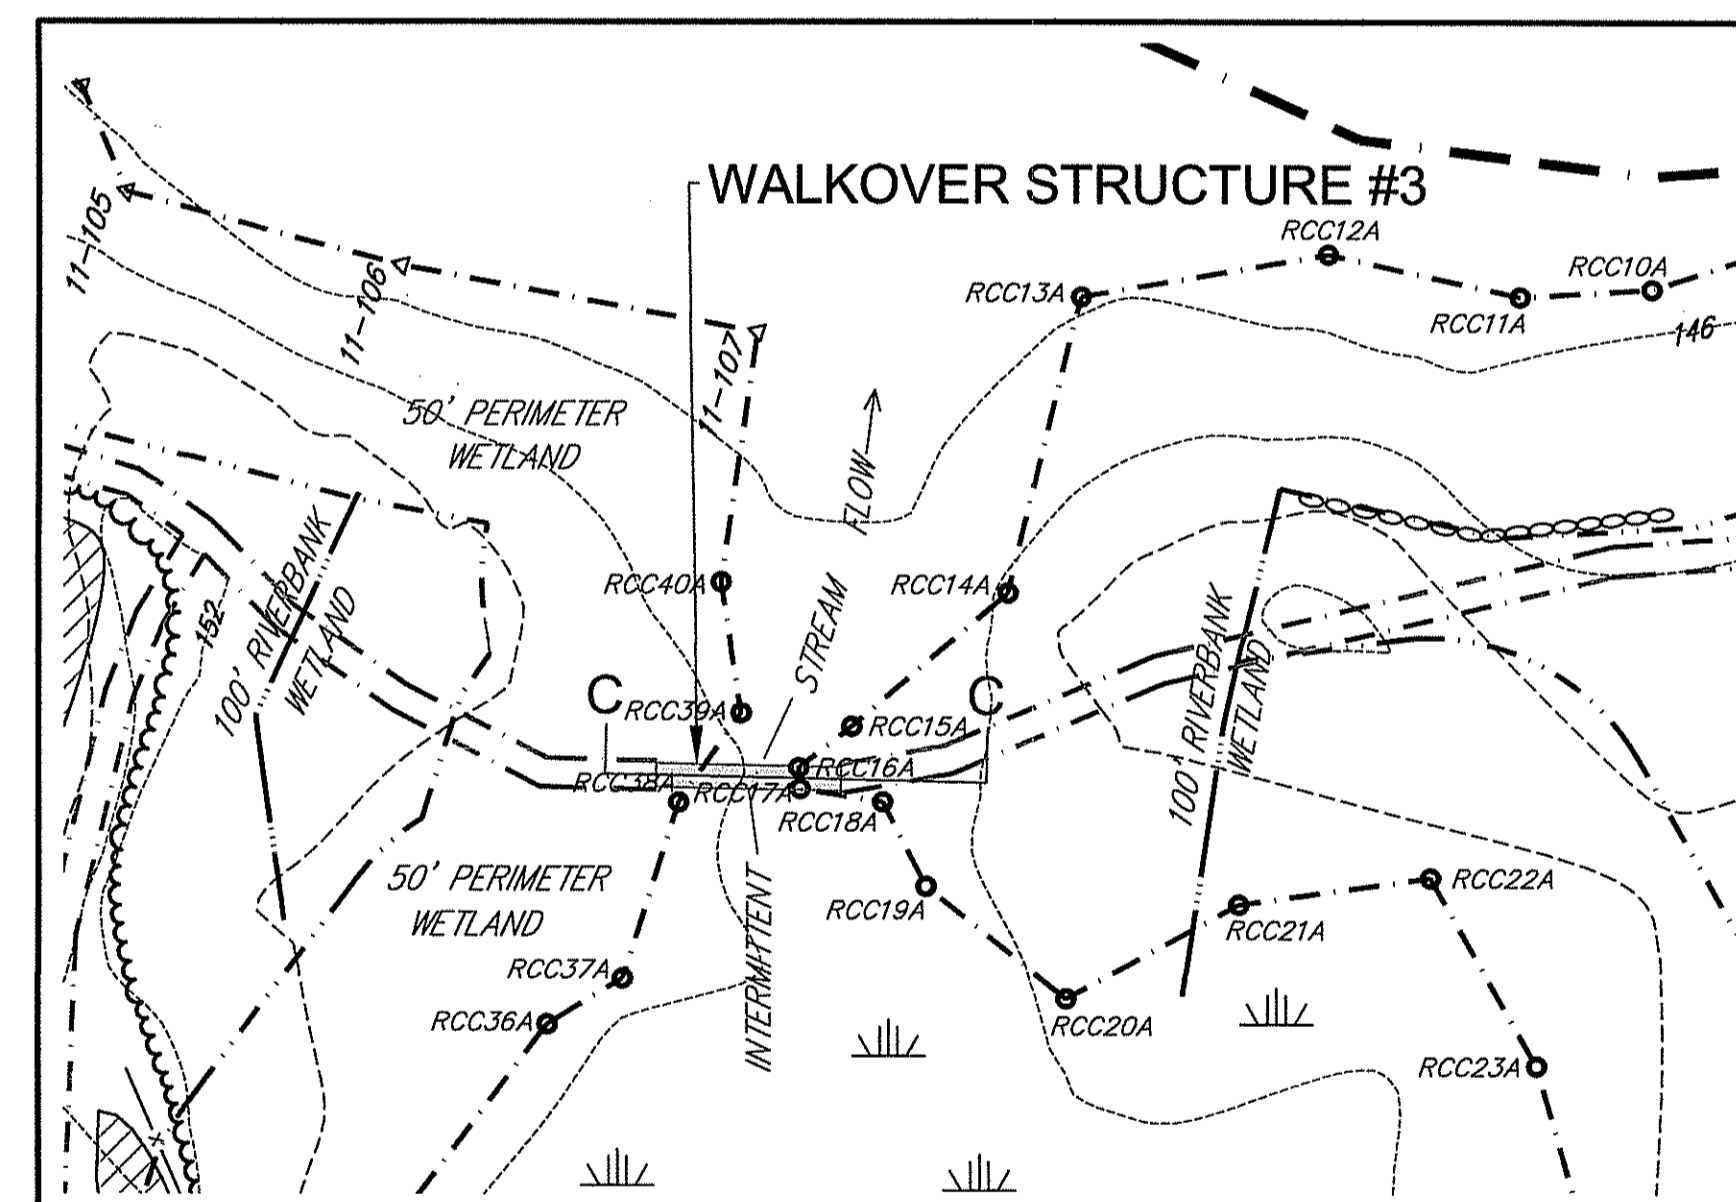 WALKOVER STRUCTURE #3
RCC12A
RCC10A
RCC13A
RCC11A
146
11-105
11-106
11-107
50' PERIMETER
WETLAND
FLOW
STREAM
RCC40A
RCC14A
152
100' RIVERBANK
WETLAND
100' RIVERBANK
WETLAND
C
C
RCC39A
RCC15A
RCC16A
RCC38A
RCC17A
RCC18A
50' PERIMETER
WETLAND
INTERMITTENT
RCC19A
RCC22A
RCC21A
RCC37A
RCC36A
RCC20A
RCC23A